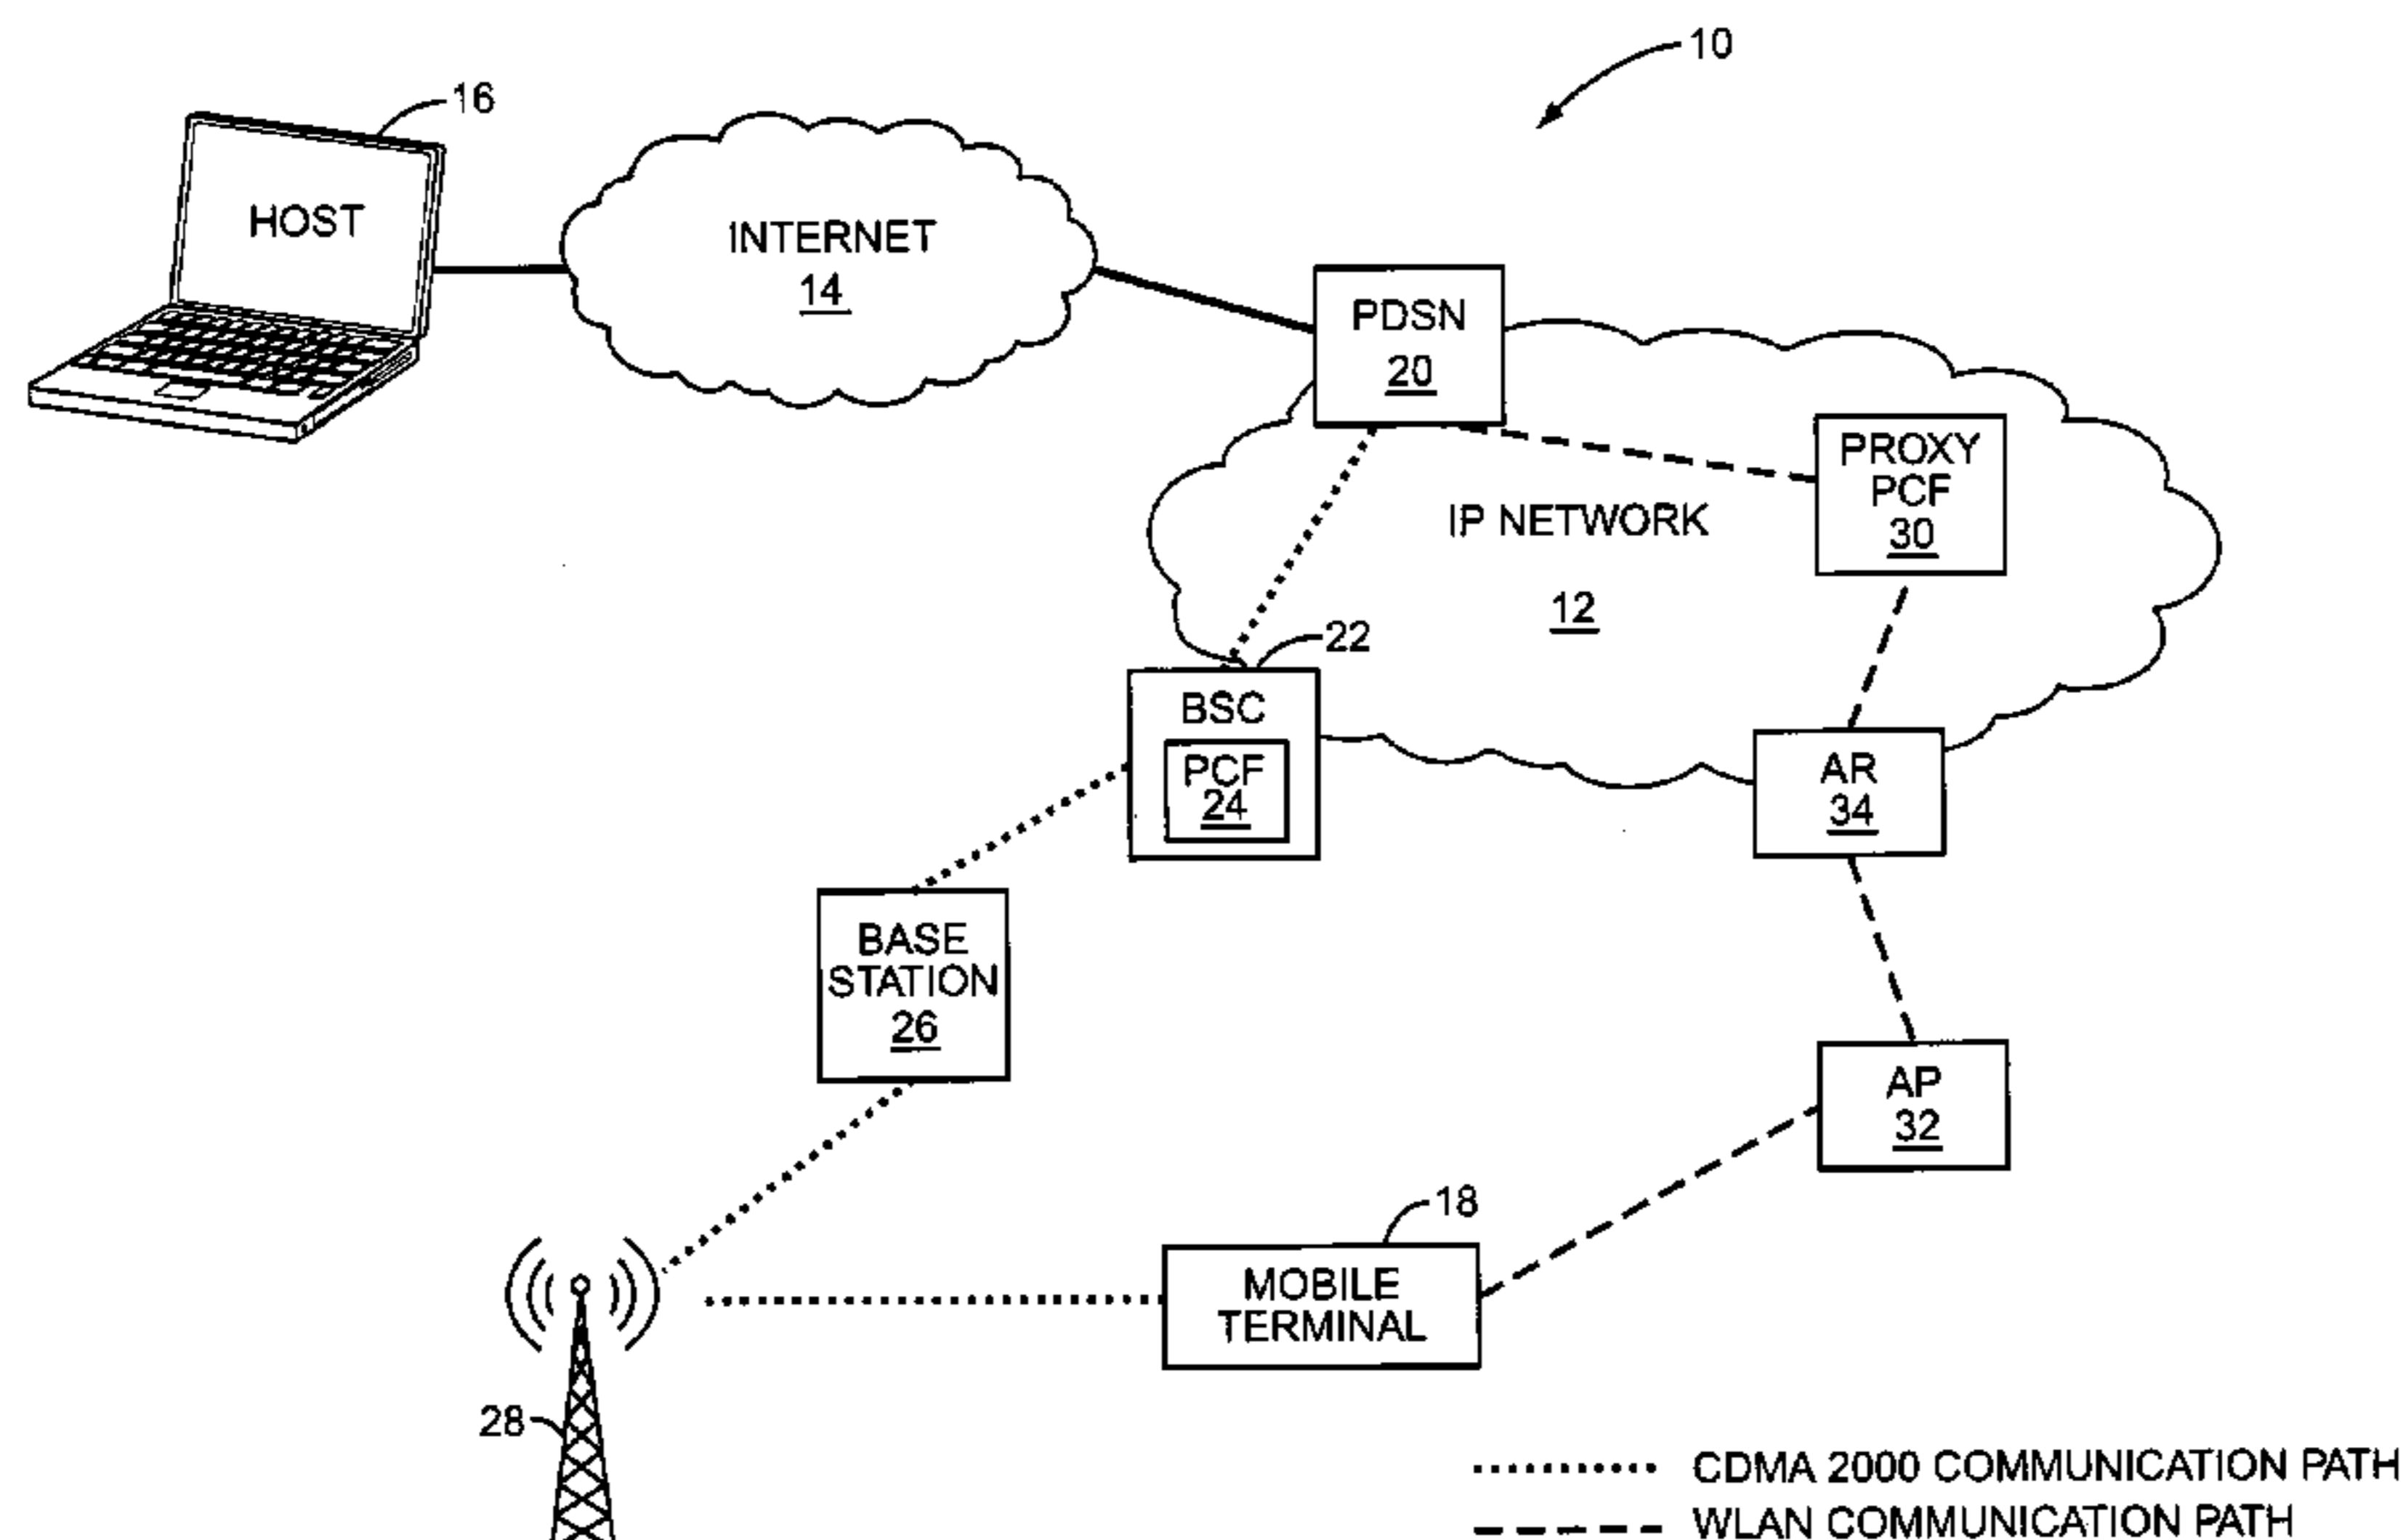 10
16
HOST
INTERNET
14
PDSN
20
PROXY
PCF
30
IP NETWORK
12
22
BSC
PCF
24
AR
34
BASE
STATION
26
AP
32
18
MOBILE
TERMINAL
28
CDMA 2000 COMMUNICATION PATH
WLAN COMMUNICATION PATH